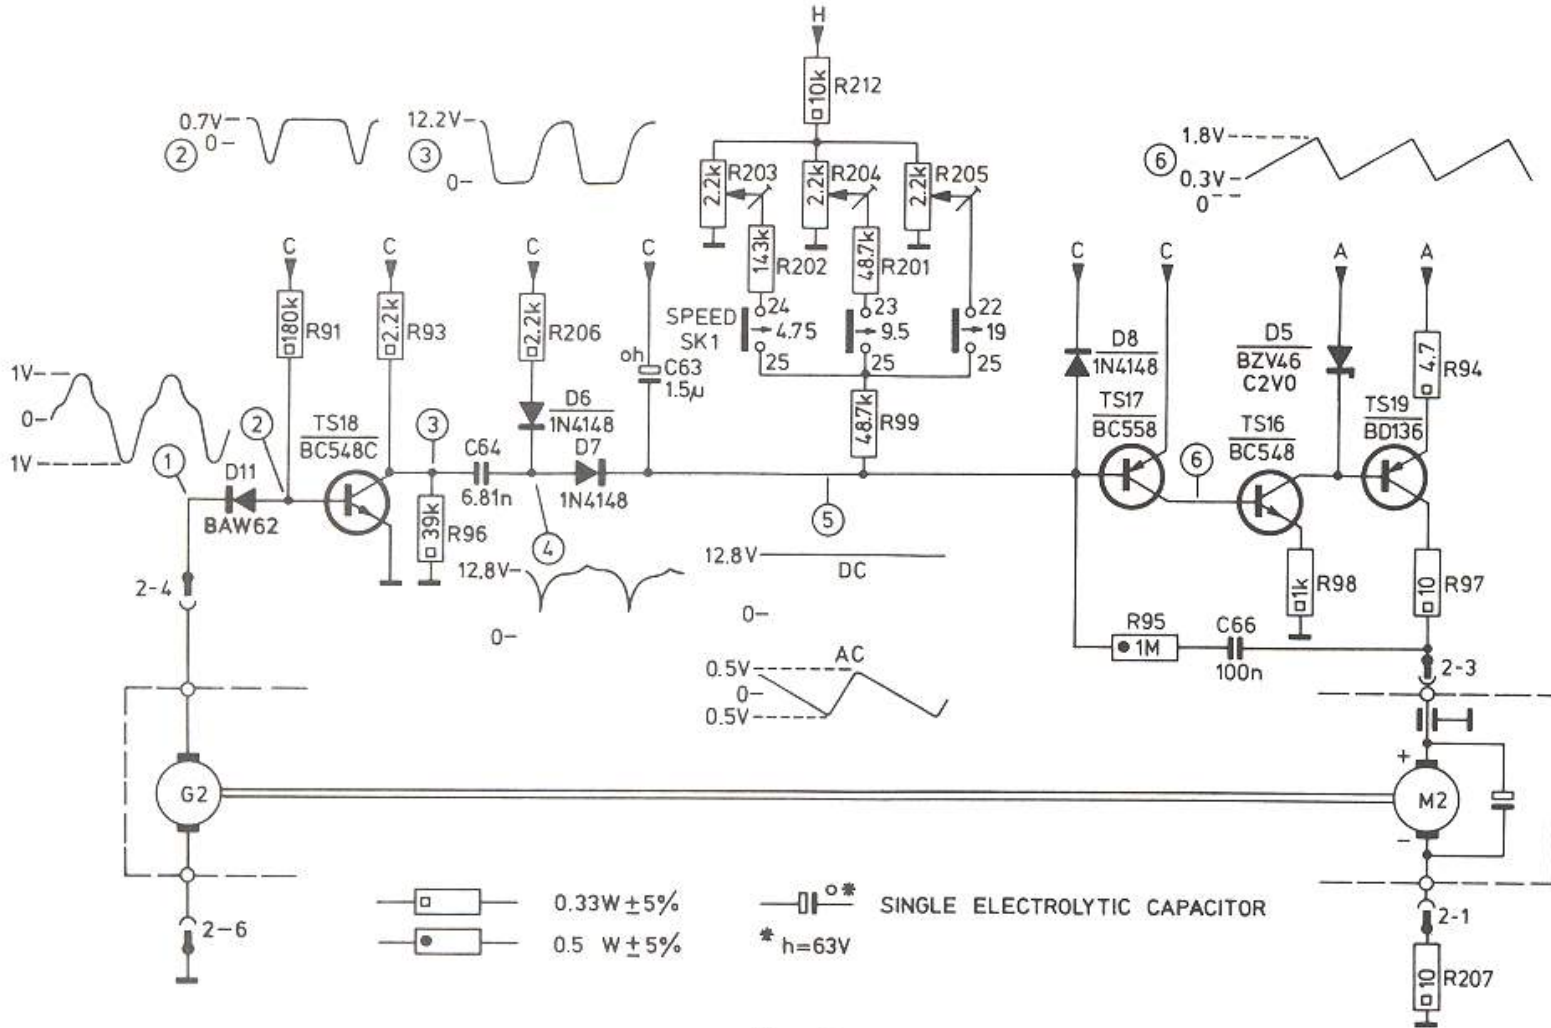 H
10k
R212
0.7V
0
2
12.2V
3
0
2.2k
R203
2.2k
R204
2.2k
R205
6
1.8V
0.3V
0
C
180k
R91
C
2.2k
R93
C
2.2k
R206
C
oh
C63
1.5µ
143k
R202
48.7k
R201
SPEED
SK1
24
4.75
25
23
9.5
25
22
19
25
C
D8
1N4148
C
TS17
BC558
A
D5
BZV46
C2V0
A
4.7
R94
1V
0
1V
1
D11
BAW62
2
TS18
BC548C
3
39k
R96
C64
6.81n
D6
1N4148
D7
1N4148
4
48.7k
R99
5
6
TS16
BC548
TS19
BD136
12.8V
0
12.8V
DC
0
1k
R98
10
R97
2-4
R95
1M
C66
100n
2-3
0.5V
AC
0
0.5V
G2
+
M2
-
2-6
0.33W ±5%
0.5 W ±5%
o *
SINGLE ELECTROLYTIC CAPACITOR
* h=63V
2-1
10
R207